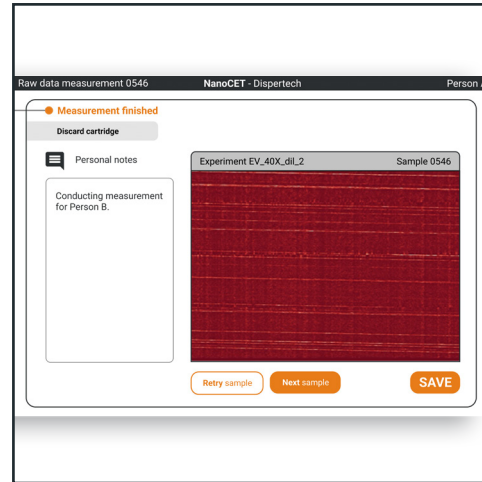 Raw data measurement 0546
NanoCET - Dispertech
Person
Measurement finished
Discard cartridge
Personal notes
Conducting measurement
for Person B.
Experiment EV_40X_dil_2
Sample 0546
Retry sample
Next sample
SAVE